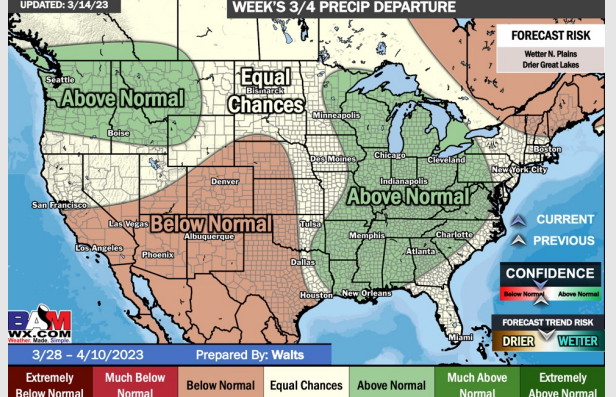 UPDATED: 3/14/23
WEEK'S 3/4 PRECIP DEPARTURE
FORECAST RISK
Wetter N. Plains
Drier Great Lakes
Seattle
Above Normal
Boise
Equal
Bismarck
Chances
Minneapolis
Des Moines
Chicago
Cleveland
Boston
New York City
Indianapolis
Above Normal
Denver
San Francisco
Las Vegas
Below Normal
Albuquerque
Los Angeles
Phoenix
Tulsa
Memphis
Charlotte
Atlanta
Dallas
Houston
New Orleans
Miami
CURRENT
PREVIOUS
CONFIDENCE
Below Normal
Above Normal
FORECAST TREND RISK
DRIER
WETTER
BAM
WX.COM
Weather. Made. Simple.
3/28 – 4/10/2023
Prepared By: Walts
Extremely
Below Normal
Much Below
Normal
Below Normal
Equal Chances
Above Normal
Much Above
Normal
Extremely
Above Normal